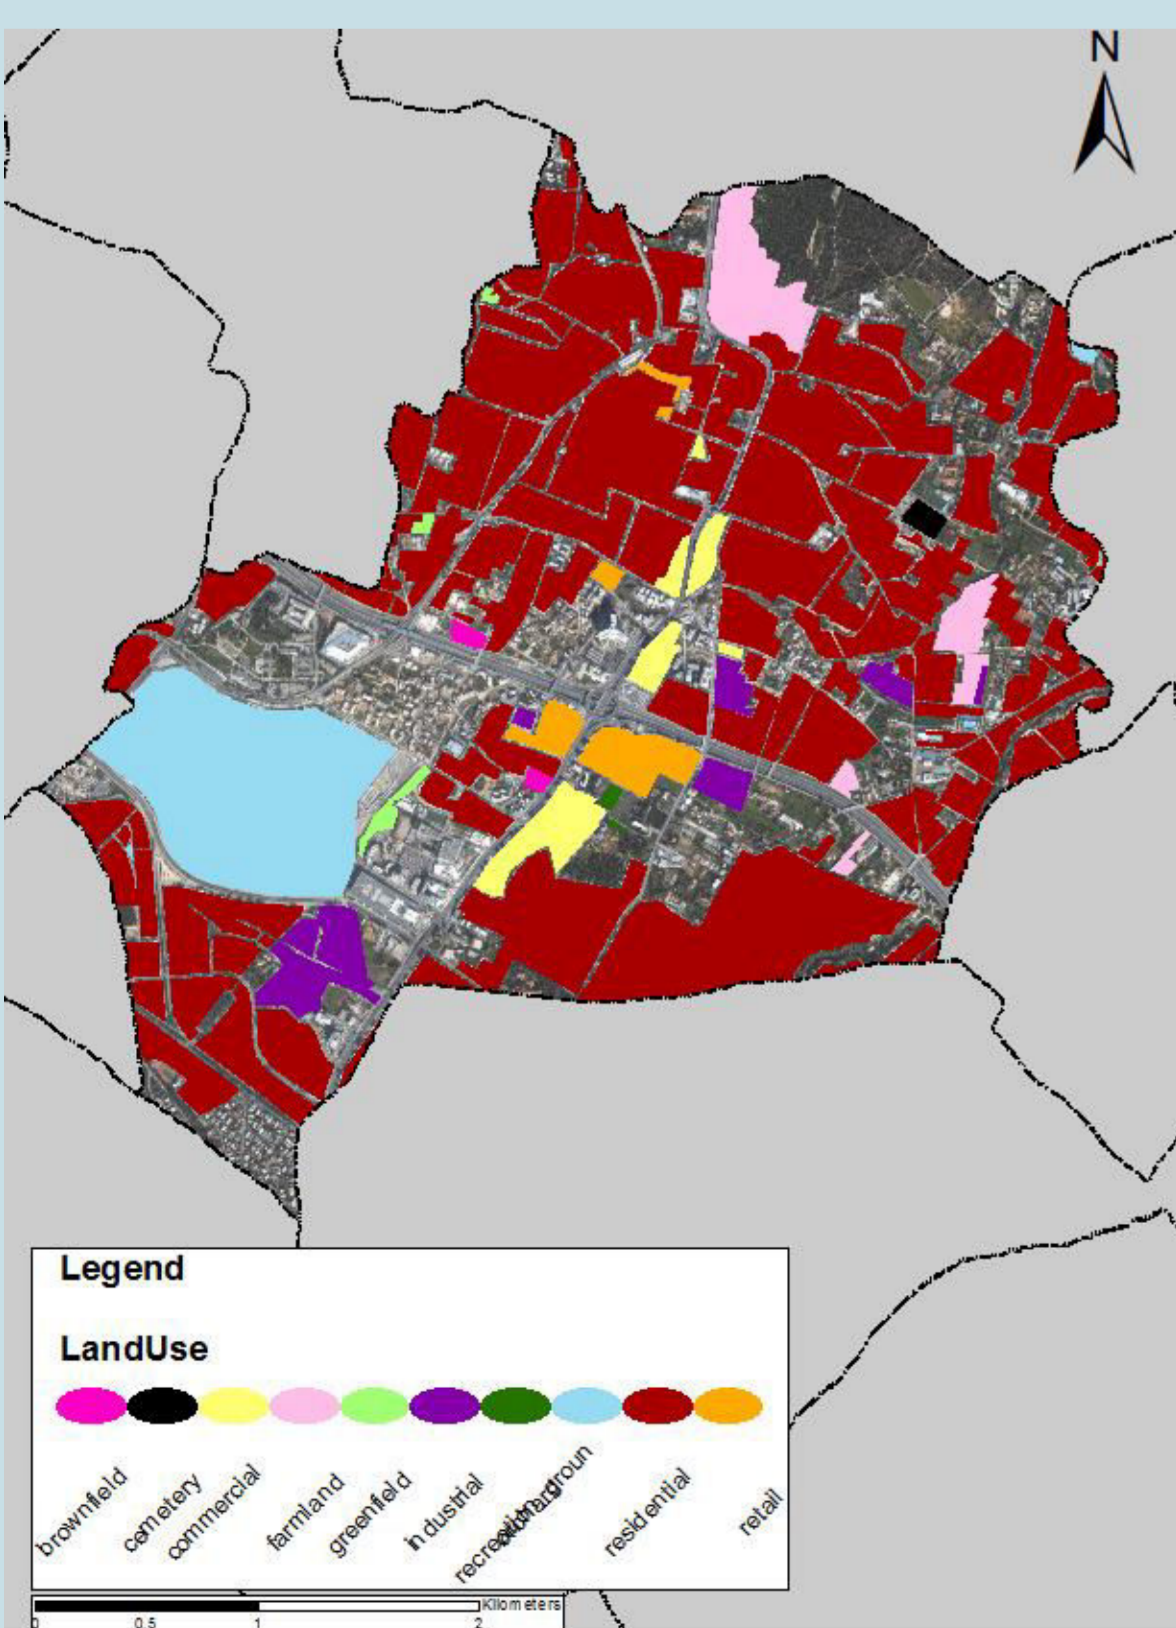 N
Legend
LandUse
brownfield
cemetery
commercial
farmland
greenfield
industrial
residential
retail
Kilometers
0 0.5 1 2